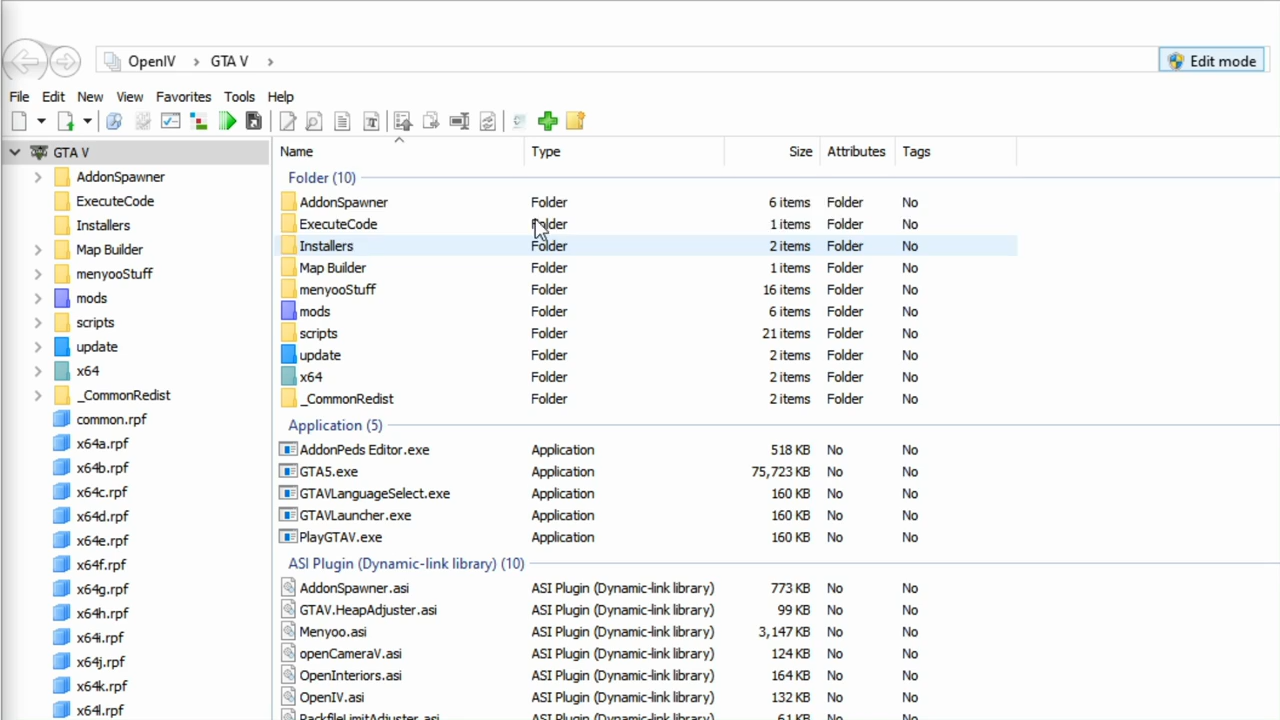 OpenIV > GTA V >
Edit mode
File Edit New View Favorites Tools Help
GTA V
AddonSpawner
ExecuteCode
Installers
Map Builder
menyooStuff
mods
scripts
update
x64
_CommonRedist
common.rpf
x64a.rpf
x64b.rpf
x64c.rpf
x64d.rpf
x64e.rpf
x64f.rpf
x64g.rpf
x64h.rpf
x64i.rpf
x64j.rpf
x64k.rpf
x64l.rpf
Name Type Size Attributes Tags
Folder (10)
AddonSpawner Folder 6 items Folder No
ExecuteCode Folder 1 items Folder No
Installers Folder 2 items Folder No
Map Builder Folder 1 items Folder No
menyooStuff Folder 16 items Folder No
mods Folder 6 items Folder No
scripts Folder 21 items Folder No
update Folder 2 items Folder No
x64 Folder 2 items Folder No
_CommonRedist Folder 2 items Folder No
Application (5)
AddonPeds Editor.exe Application 518 KB No No
GTA5.exe Application 75,723 KB No No
GTAVLanguageSelect.exe Application 160 KB No No
GTAVLauncher.exe Application 160 KB No No
PlayGTAV.exe Application 160 KB No No
ASI Plugin (Dynamic-link library) (10)
AddonSpawner.asi ASI Plugin (Dynamic-link library) 773 KB No No
GTAV.HeapAdjuster.asi ASI Plugin (Dynamic-link library) 99 KB No No
Menyoo.asi ASI Plugin (Dynamic-link library) 3,147 KB No No
openCameraV.asi ASI Plugin (Dynamic-link library) 124 KB No No
OpenInteriors.asi ASI Plugin (Dynamic-link library) 164 KB No No
OpenIV.asi ASI Plugin (Dynamic-link library) 132 KB No No
PackfileLimitAdjuster.asi ASI Plugin (Dynamic-link library) 61 KB No No